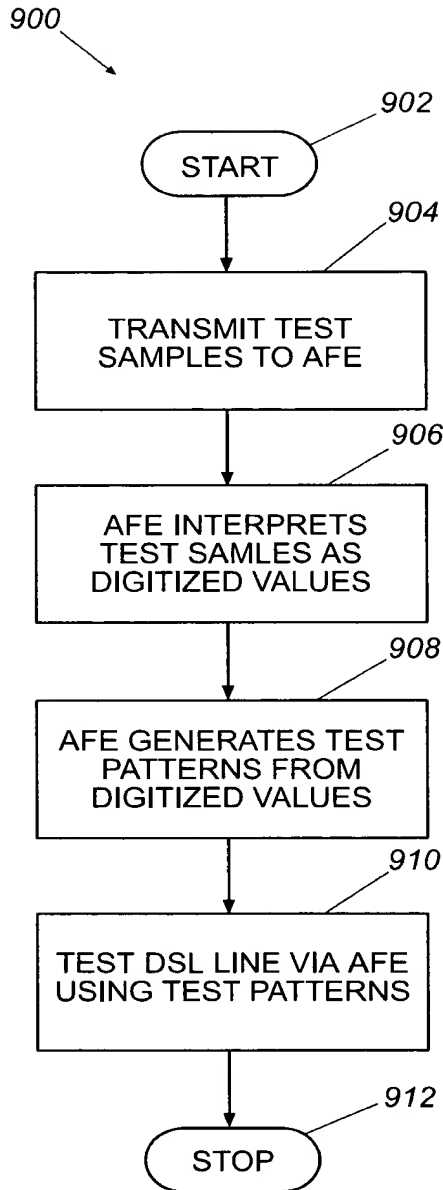 900
902
START
904
TRANSMIT TEST
SAMPLES TO AFE
906
AFE INTERPRETS
TEST SAMLES AS
DIGITIZED VALUES
908
AFE GENERATES TEST
PATTERNS FROM
DIGITIZED VALUES
910
TEST DSL LINE VIA AFE
USING TEST PATTERNS
912
STOP